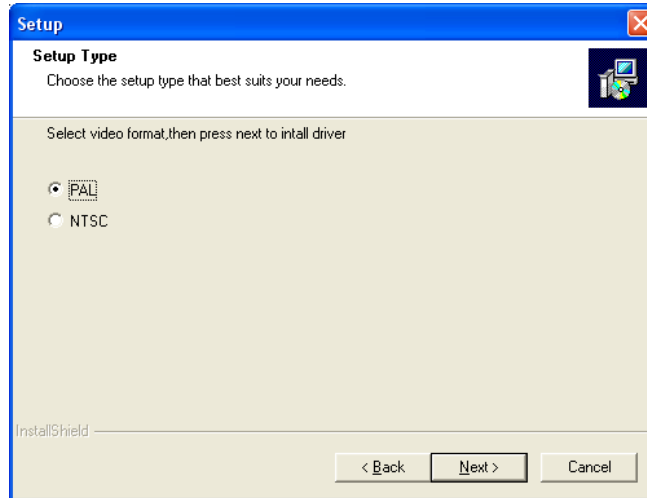 Setup
Setup Type
Choose the setup type that best suits your needs.
Select video format,then press next to intall driver
PAL
NTSC
InstallShield
< Back Next > Cancel